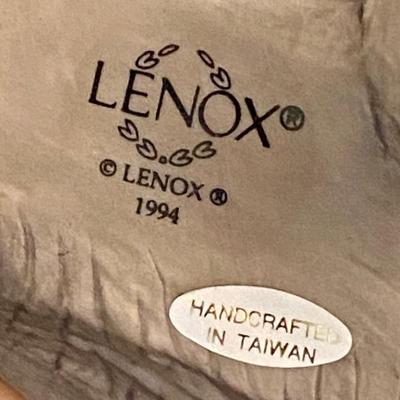 LENOX®
© LENOX ®
1994
HANDCRAFTED
IN TAIWAN